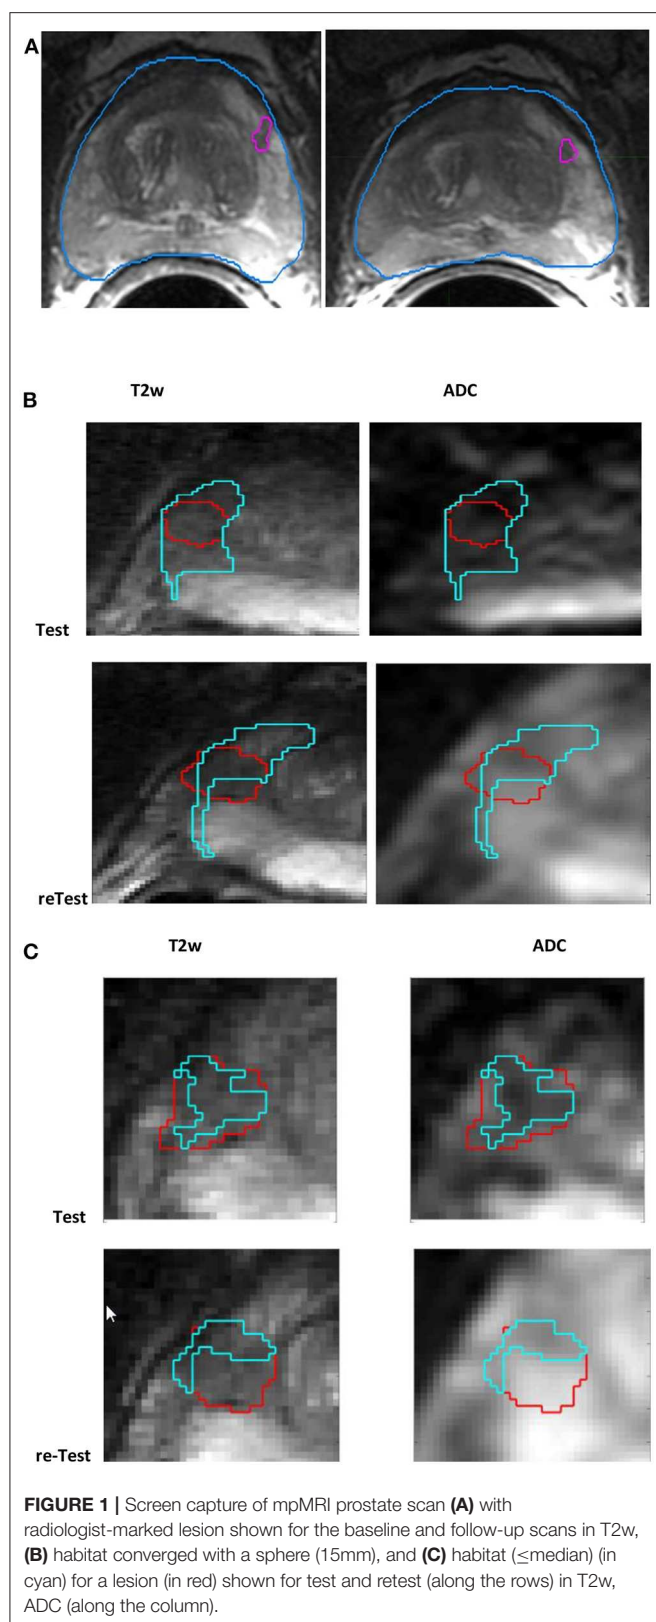 A
T2w
ADC
B
Test
reTest
T2w
ADC
C
Test
re-Test
FIGURE 1 | Screen capture of mpMRI prostate scan (A) with
radiologist-marked lesion shown for the baseline and follow-up scans in T2w,
(B) habitat converged with a sphere (15mm), and (C) habitat (≤median) (in
cyan) for a lesion (in red) shown for test and retest (along the rows) in T2w,
ADC (along the column).